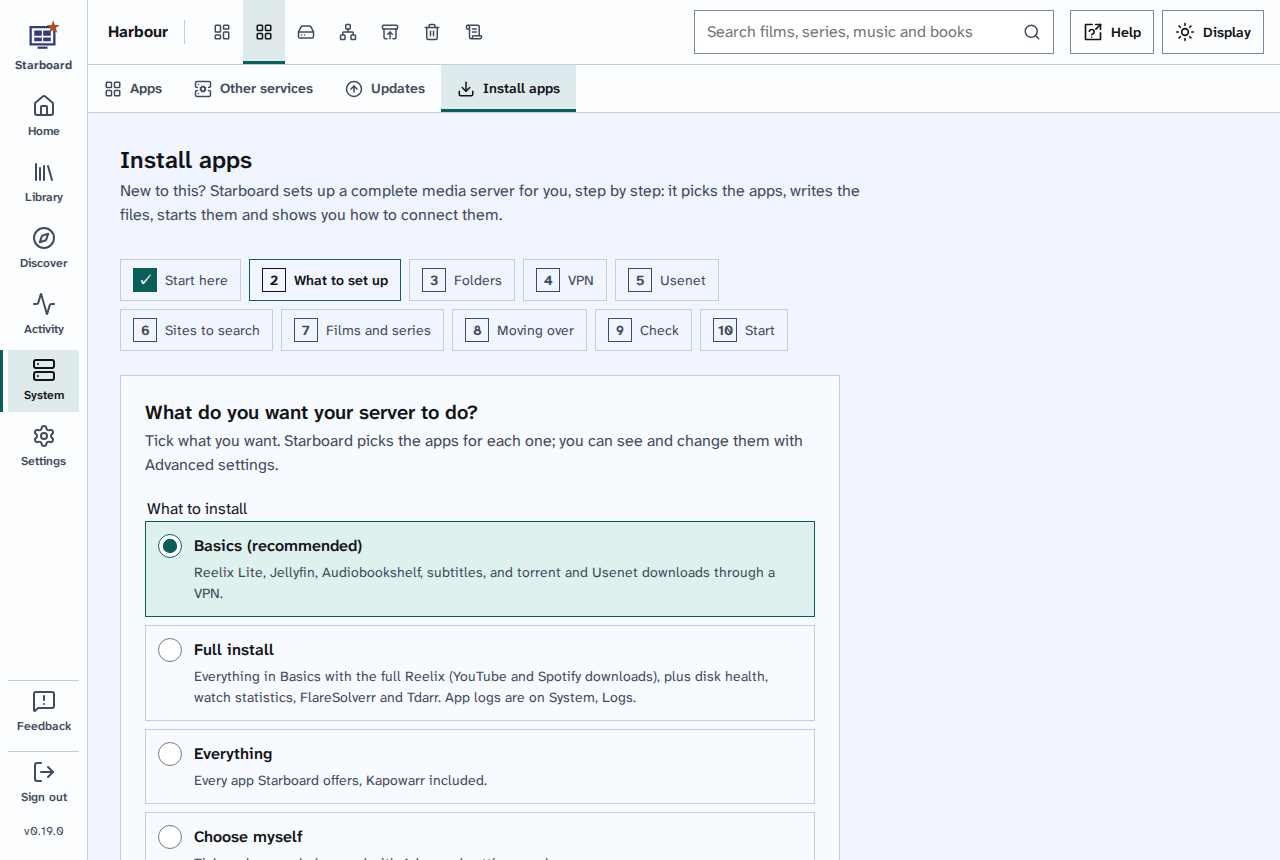 Starboard
Home
Library
Discover
Activity
System
Settings
Feedback
Sign out
v0.19.0
Harbour
Search films, series, music and books
Help
Display
Apps
Other services
Updates
Install apps
Install apps
New to this? Starboard sets up a complete media server for you, step by step: it picks the apps, writes the
files, starts them and shows you how to connect them.
✓ Start here
2 What to set up
3 Folders
4 VPN
5 Usenet
6 Sites to search
7 Films and series
8 Moving over
9 Check
10 Start
What do you want your server to do?
Tick what you want. Starboard picks the apps for each one; you can see and change them with
Advanced settings.
What to install
Basics (recommended)
Reelix Lite, Jellyfin, Audiobookshelf, subtitles, and torrent and Usenet downloads through a
VPN.
Full install
Everything in Basics with the full Reelix (YouTube and Spotify downloads), plus disk health,
watch statistics, FlareSolverr and Tdarr. App logs are on System, Logs.
Everything
Every app Starboard offers, Kapowarr included.
Choose myself